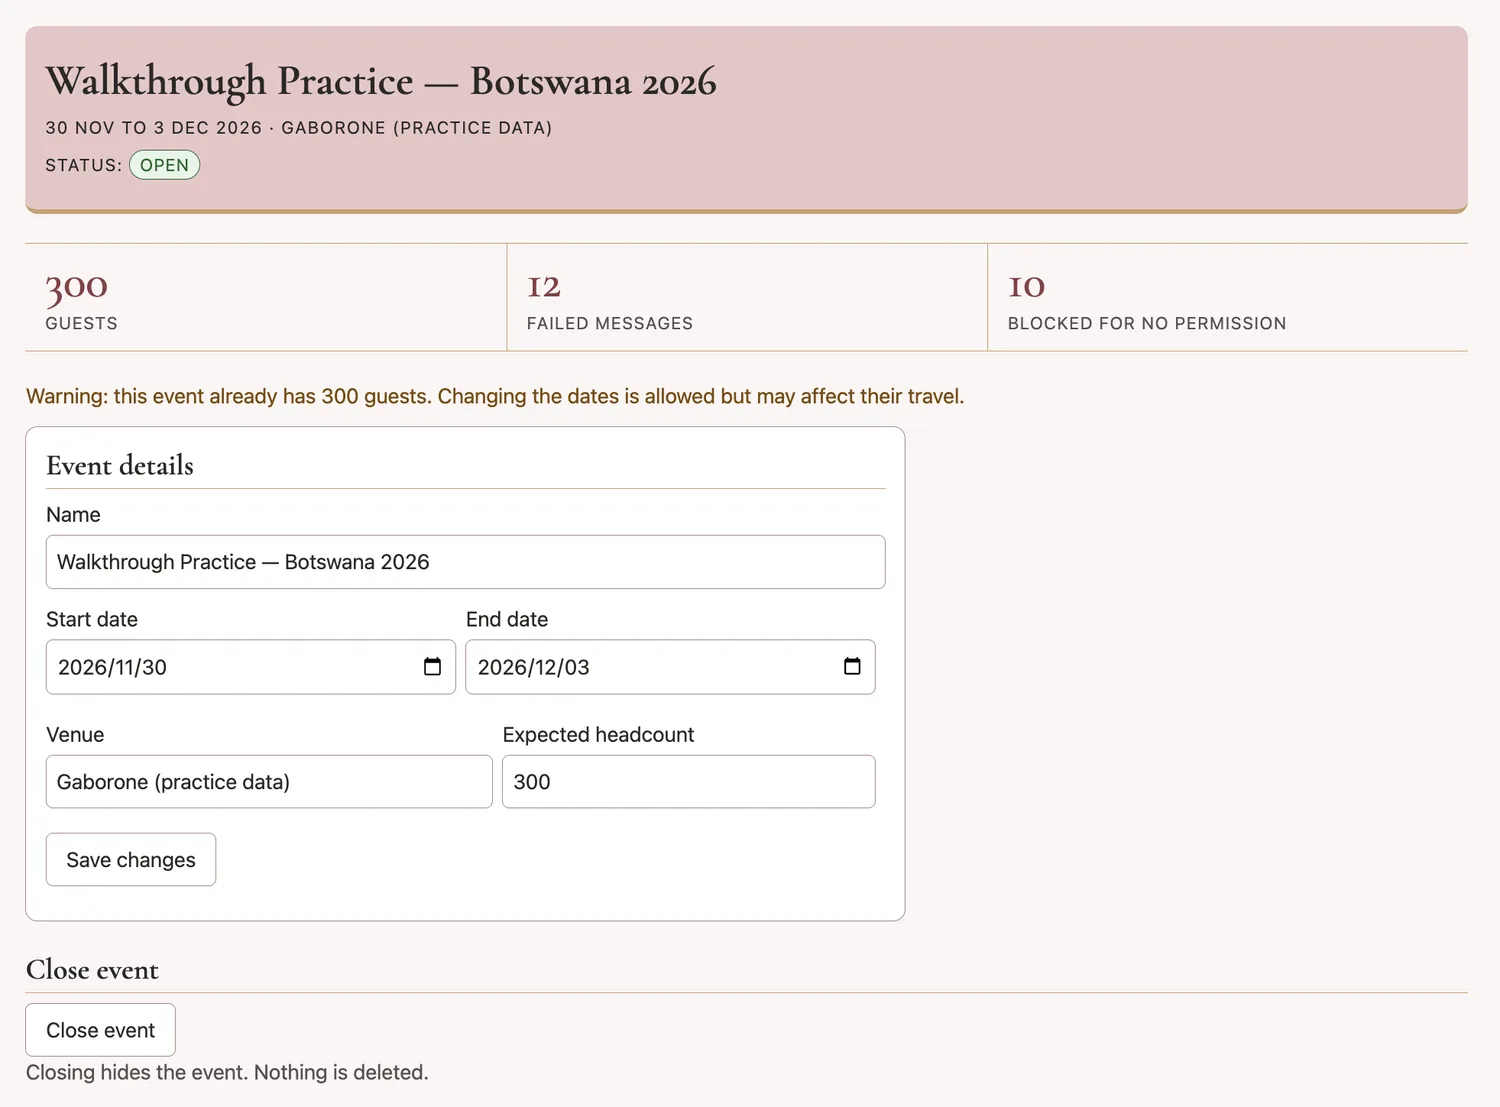 Walkthrough Practice — Botswana 2026
30 NOV TO 3 DEC 2026 · GABORONE (PRACTICE DATA)
STATUS: OPEN
300
GUESTS
12
FAILED MESSAGES
10
BLOCKED FOR NO PERMISSION
Warning: this event already has 300 guests. Changing the dates is allowed but may affect their travel.
Event details
Name
Walkthrough Practice — Botswana 2026
Start date
End date
2026/11/30
2026/12/03
Venue
Expected headcount
Gaborone (practice data)
300
Save changes
Close event
Close event
Closing hides the event. Nothing is deleted.